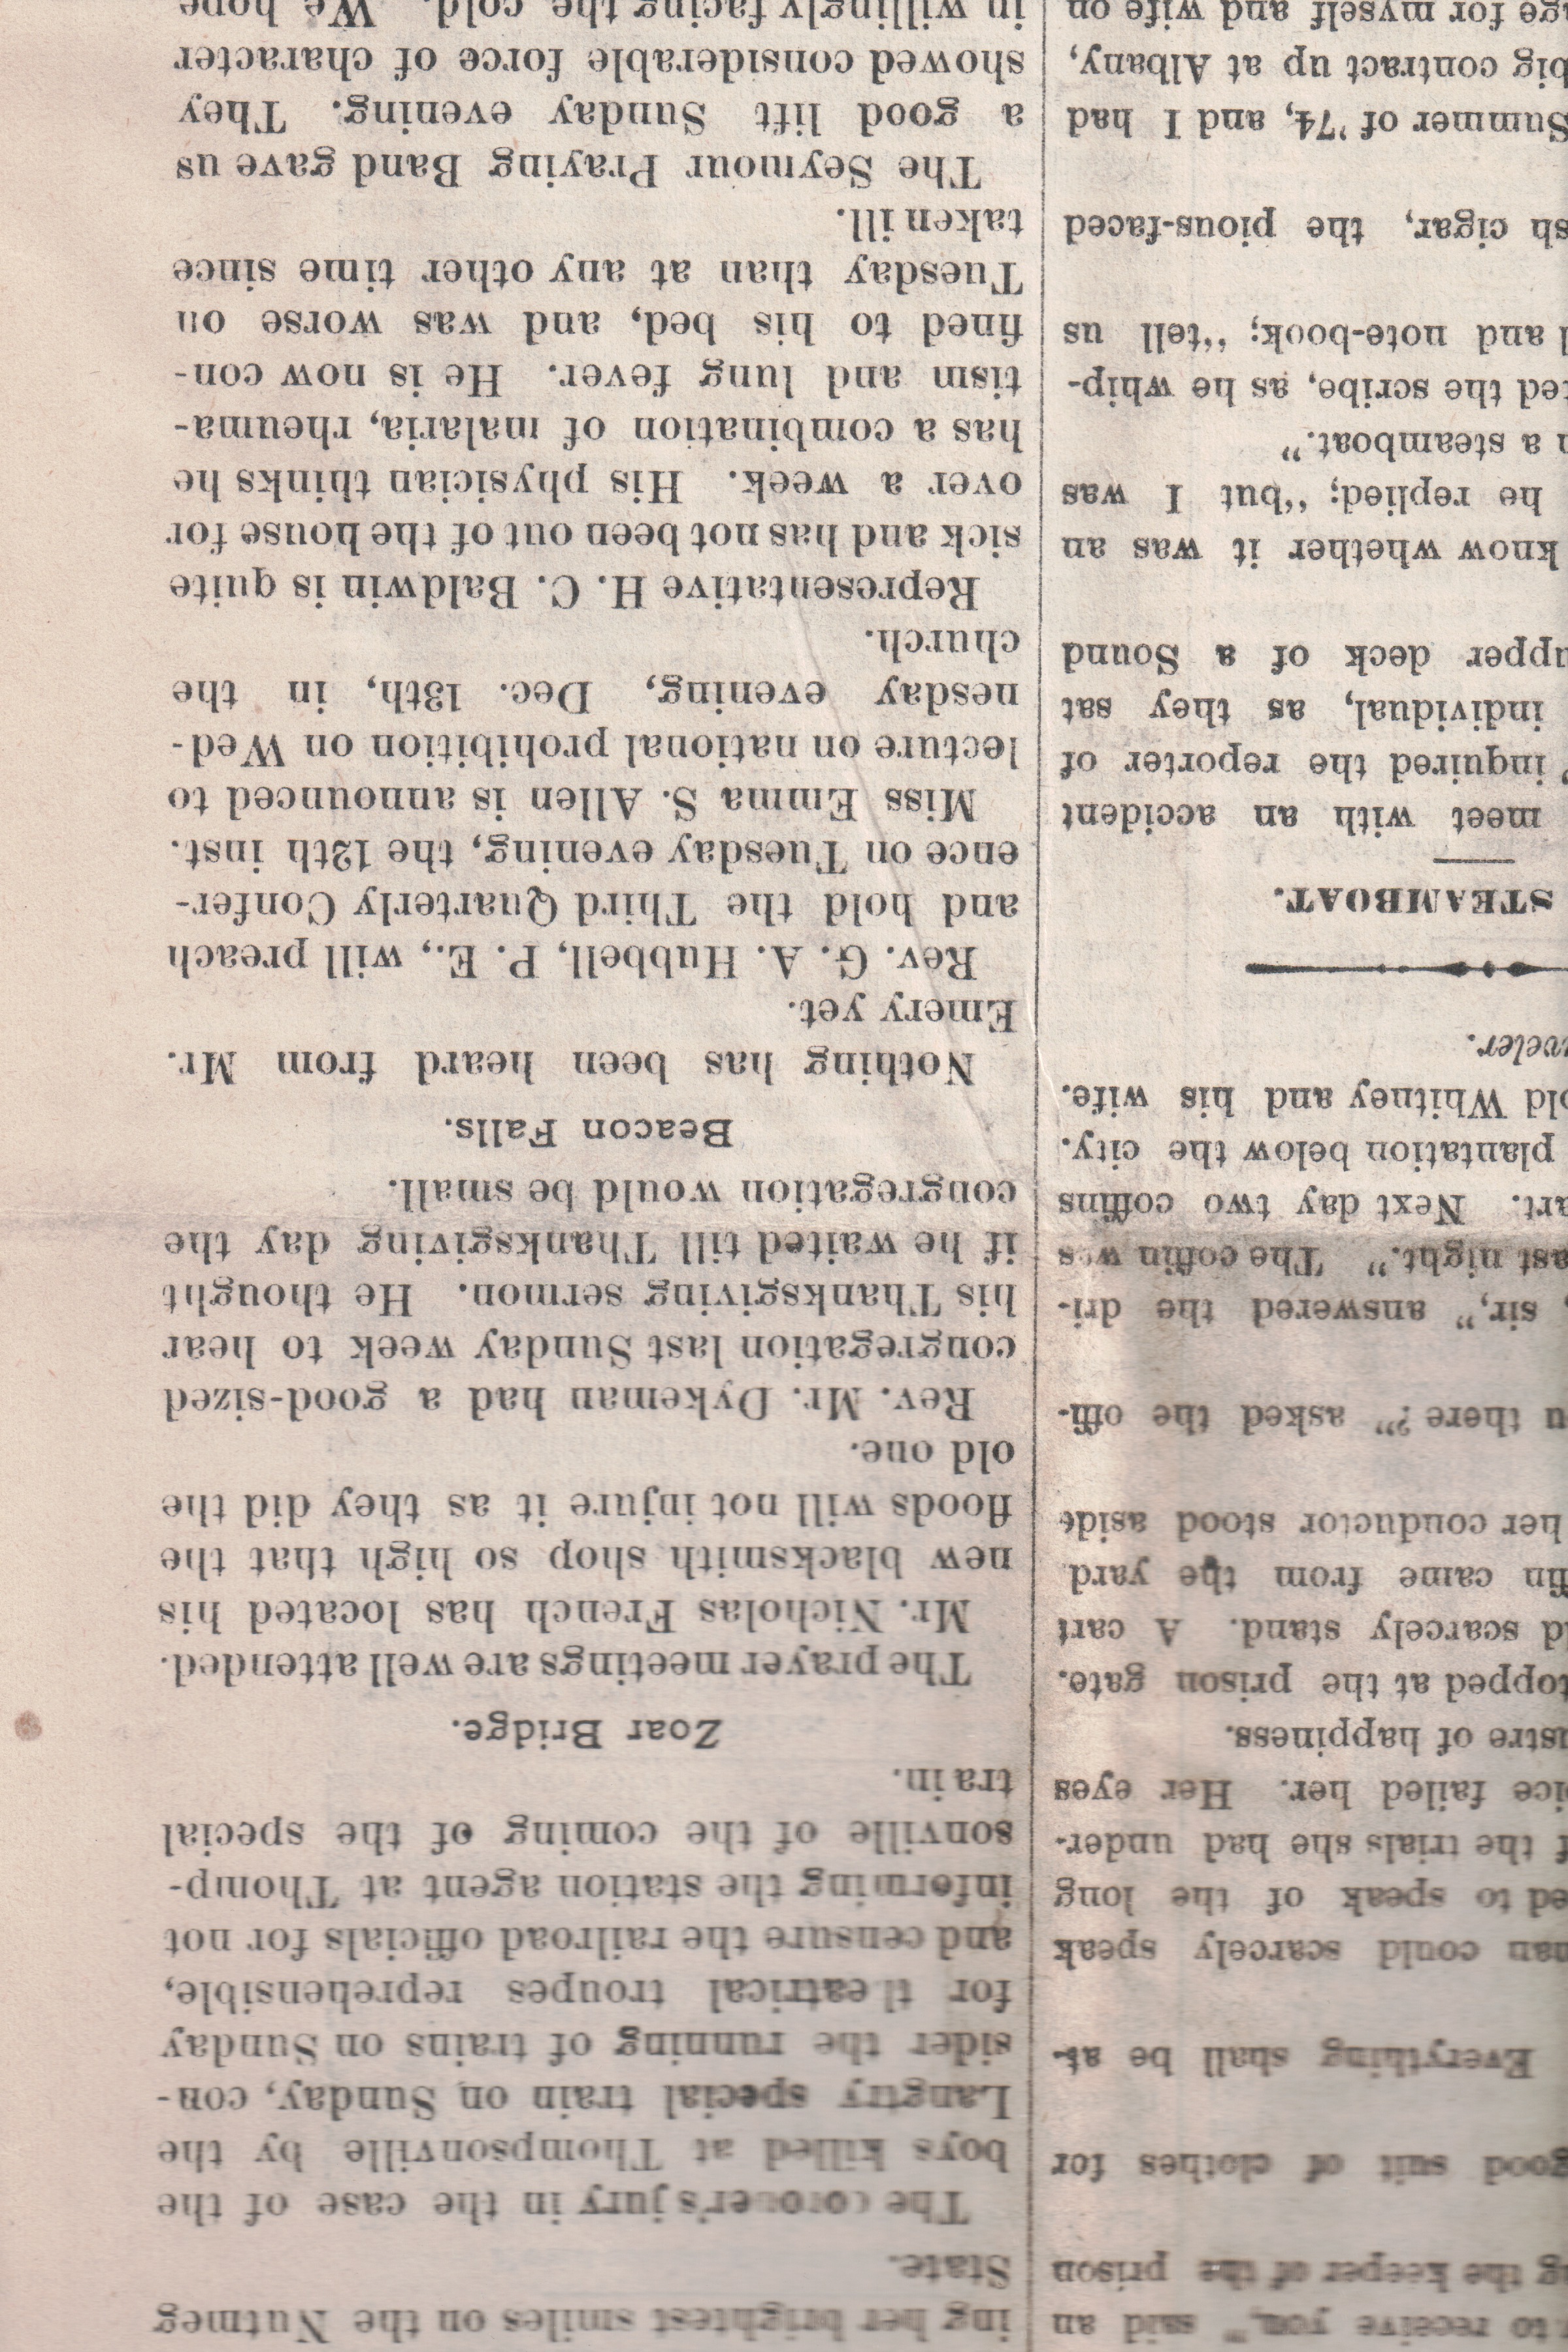 to receive you," said an
the keeper of the prison
good suit of clothes for
Everything shall be at-
man could scarcely speak
ed to speak of the long
f the trials she had under-
ice failed her. Her eyes
ustre of happiness.
topped at the prison gate.
ld scarcely stand. A cart
ffin came from the yard
her conductor stood aside
u there?" asked the offi-
sir," answered the dri-
ast night." The coffin was
art. Next day two coffins
plantation below the city.
old Whitney and his wife.
veler.
STEAMBOAT.
meet with an accident
inquired the reporter of
individual, as they sat
upper deck of a Sound
know whether it was an
he replied; "but I was
n a steamboat."
ted the scribe, as he whip-
d and note-book; "tell us
sh cigar, the pious-faced
Summer of '74, and I had
big contract up at Albany,
age for myself and wife on
ing her brightest smiles on the Nutmeg
State.
The coroner's jury in the case of the
boys killed at Thompsonville by the
Langtry special train on Sunday, con-
sider the running of trains on Sunday
for theatrical troupes reprehensible,
and censure the railroad officials for not
informing the station agent at Thomp-
sonville of the coming of the special
train.
Zoar Bridge.
The prayer meetings are well attended.
Mr. Nicholas French has located his
new blacksmith shop so high that the
floods will not injure it as they did the
old one.
Rev. Mr. Dykeman had a good-sized
congregation last Sunday week to hear
his Thanksgiving sermon. He thought
if he waited till Thanksgiving day the
congregation would be small.
Beacon Falls.
Nothing has been heard from Mr.
Emery yet.
Rev. G. A. Hubbell, P. E., will preach
and hold the Third Quarterly Confer-
ence on Tuesday evening, the 12th inst.
Miss Emma S. Allen is announced to
lecture on national prohibition on Wed-
nesday evening, Dec. 13th, in the
church.
Representative H. C. Baldwin is quite
sick and has not been out of the house for
over a week. His physician thinks he
has a combination of malaria, rheuma-
tism and lung fever. He is now con-
fined to his bed, and was worse on
Tuesday than at any other time since
taken ill.
The Seymour Praying Band gave us
a good lift Sunday evening. They
showed considerable force of character
in willingly facing the cold. We hope